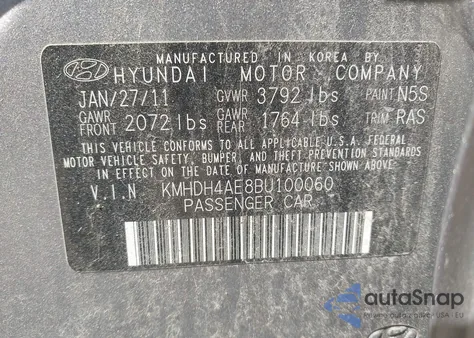 MANUFACTURED IN KOREA BY
HYUNDAI MOTOR COMPANY
JAN/27/11 GVWR 3792 lbs PAINT N5S
GAWR FRONT 2072 lbs GAWR REAR 1764 lbs TRIM RAS
THIS VEHICLE CONFORMS TO ALL APPLICABLE U.S.A. FEDERAL
MOTOR VEHICLE SAFETY, BUMPER, AND THEFT PREVENTION STANDARDS
IN EFFECT ON THE DATE OF MANUFACTURE SHOWN ABOVE.
V.I.N KMHDH4AE8BU100060
PASSENGER CAR
autoSnap